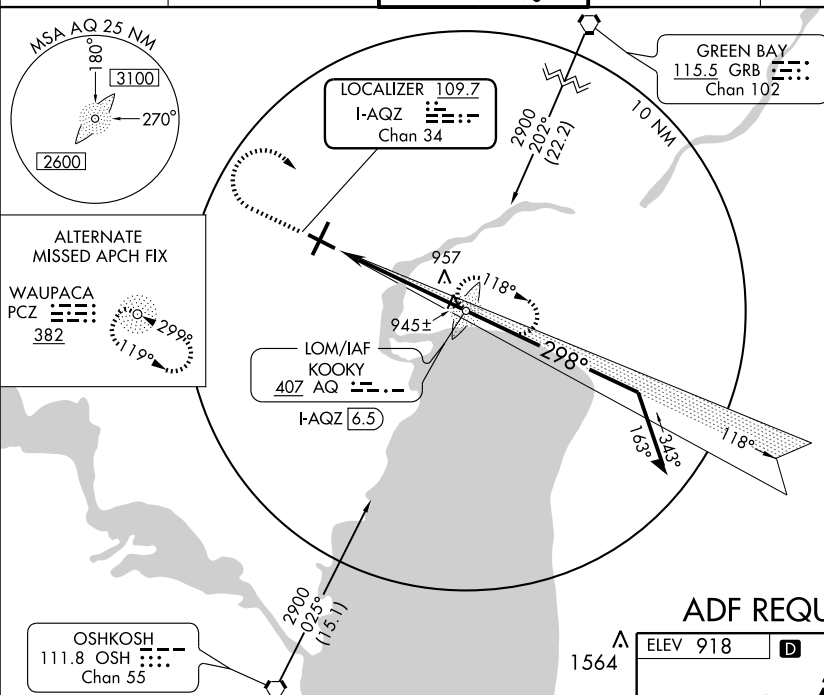 MSA AQ 25 NM
180°
3100
270°
2600
LOCALIZER 109.7
I-AQZ
Chan 34
2900
202°
(22.2)
GREEN BAY
115.5 GRB
Chan 102
10 NM
ALTERNATE
MISSED APCH FIX
WAUPACA
PCZ
382
299°
119°
957
118°
945±
LOM/IAF
KOOKY
407 AQ
I-AQZ 6.5
298°
118°
343°
163°
2900
025°
(15.1)
OSHKOSH
111.8 OSH
Chan 55
ADF REQU
1564
ELEV 918
D